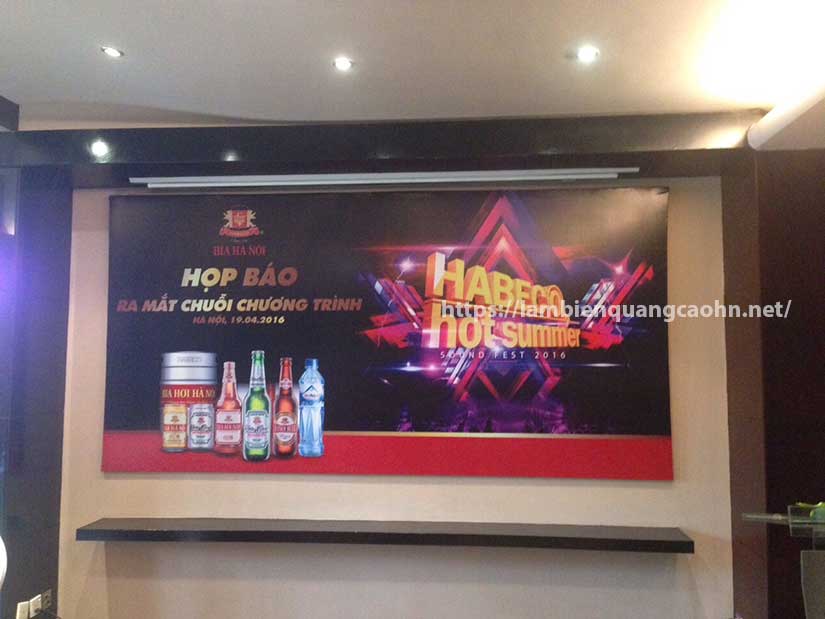 BIA HÀ NỘI
HỌP BÁO
RA MẮT CHUỖI CHƯƠNG TRÌNH
HÀ NỘI, 19.04.2016
HABECO
hot summer
SOUND FEST 2016
https://lambienquangcaohn.net/
HABECO
BIA HƠI HÀ NỘI